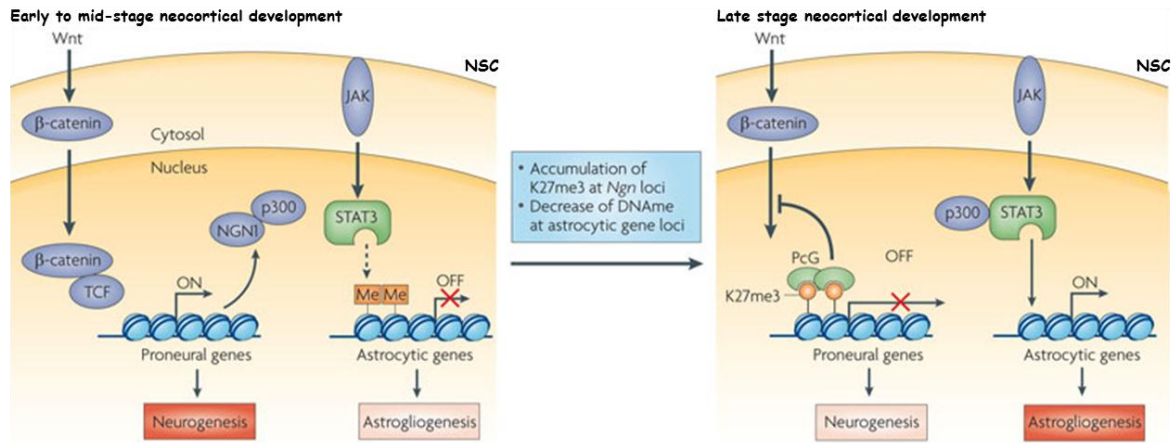 Early to mid-stage neocortical development
Wnt
NSC
JAK
β-catenin
Cytosol
Nucleus
p300
NGN1
STAT3
β-catenin
TCF
ON
OFF
Me Me
Proneural genes
Astrocytic genes
Neurogenesis
Astrogliogenesis
• Accumulation of
K27me3 at Ngn loci
• Decrease of DNAme
at astrocytic gene loci
Late stage neocortical development
Wnt
NSC
JAK
β-catenin
p300
STAT3
PcG
OFF
K27me3
ON
Proneural genes
Astrocytic genes
Neurogenesis
Astrogliogenesis